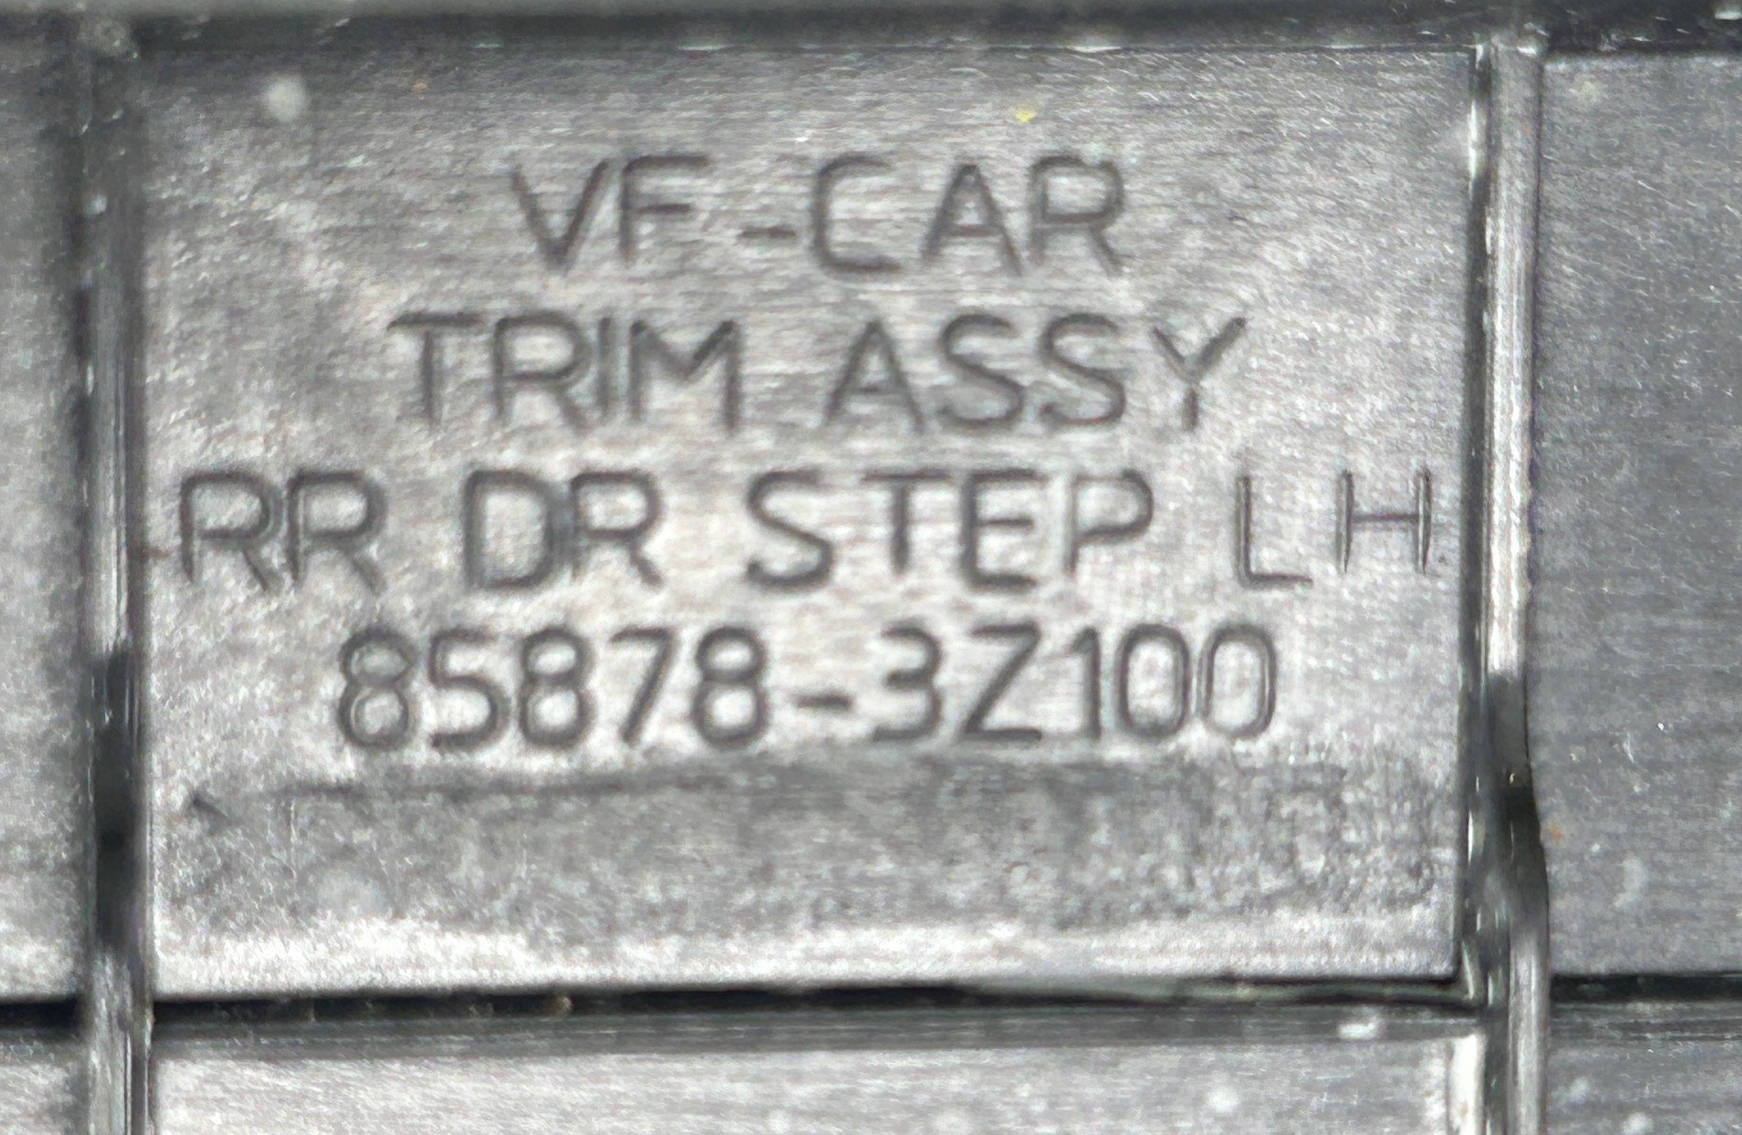 VF-CAR
TRIM ASSY
RR DR STEP LH
85878-3Z100